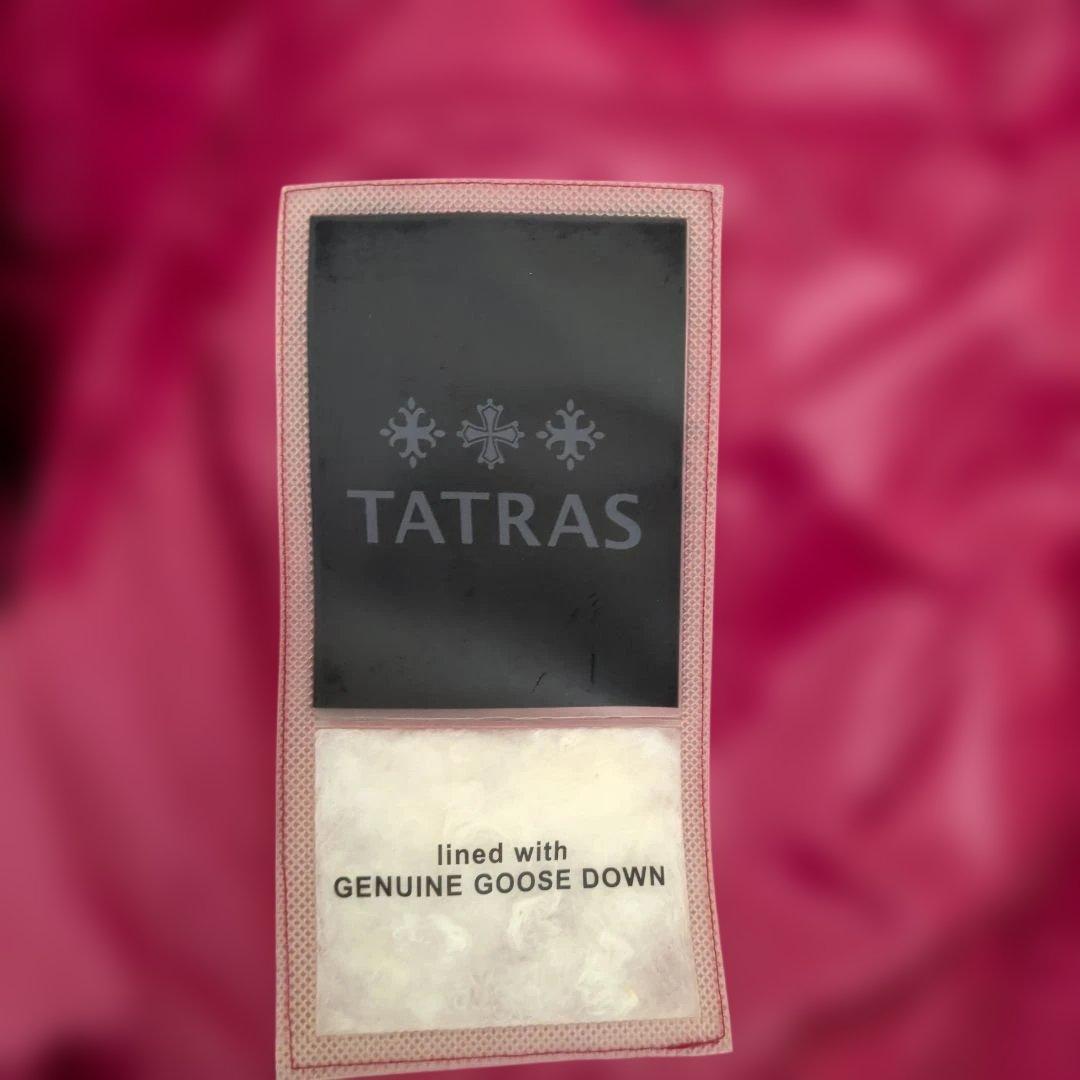 TATRAS
lined with
GENUINE GOOSE DOWN